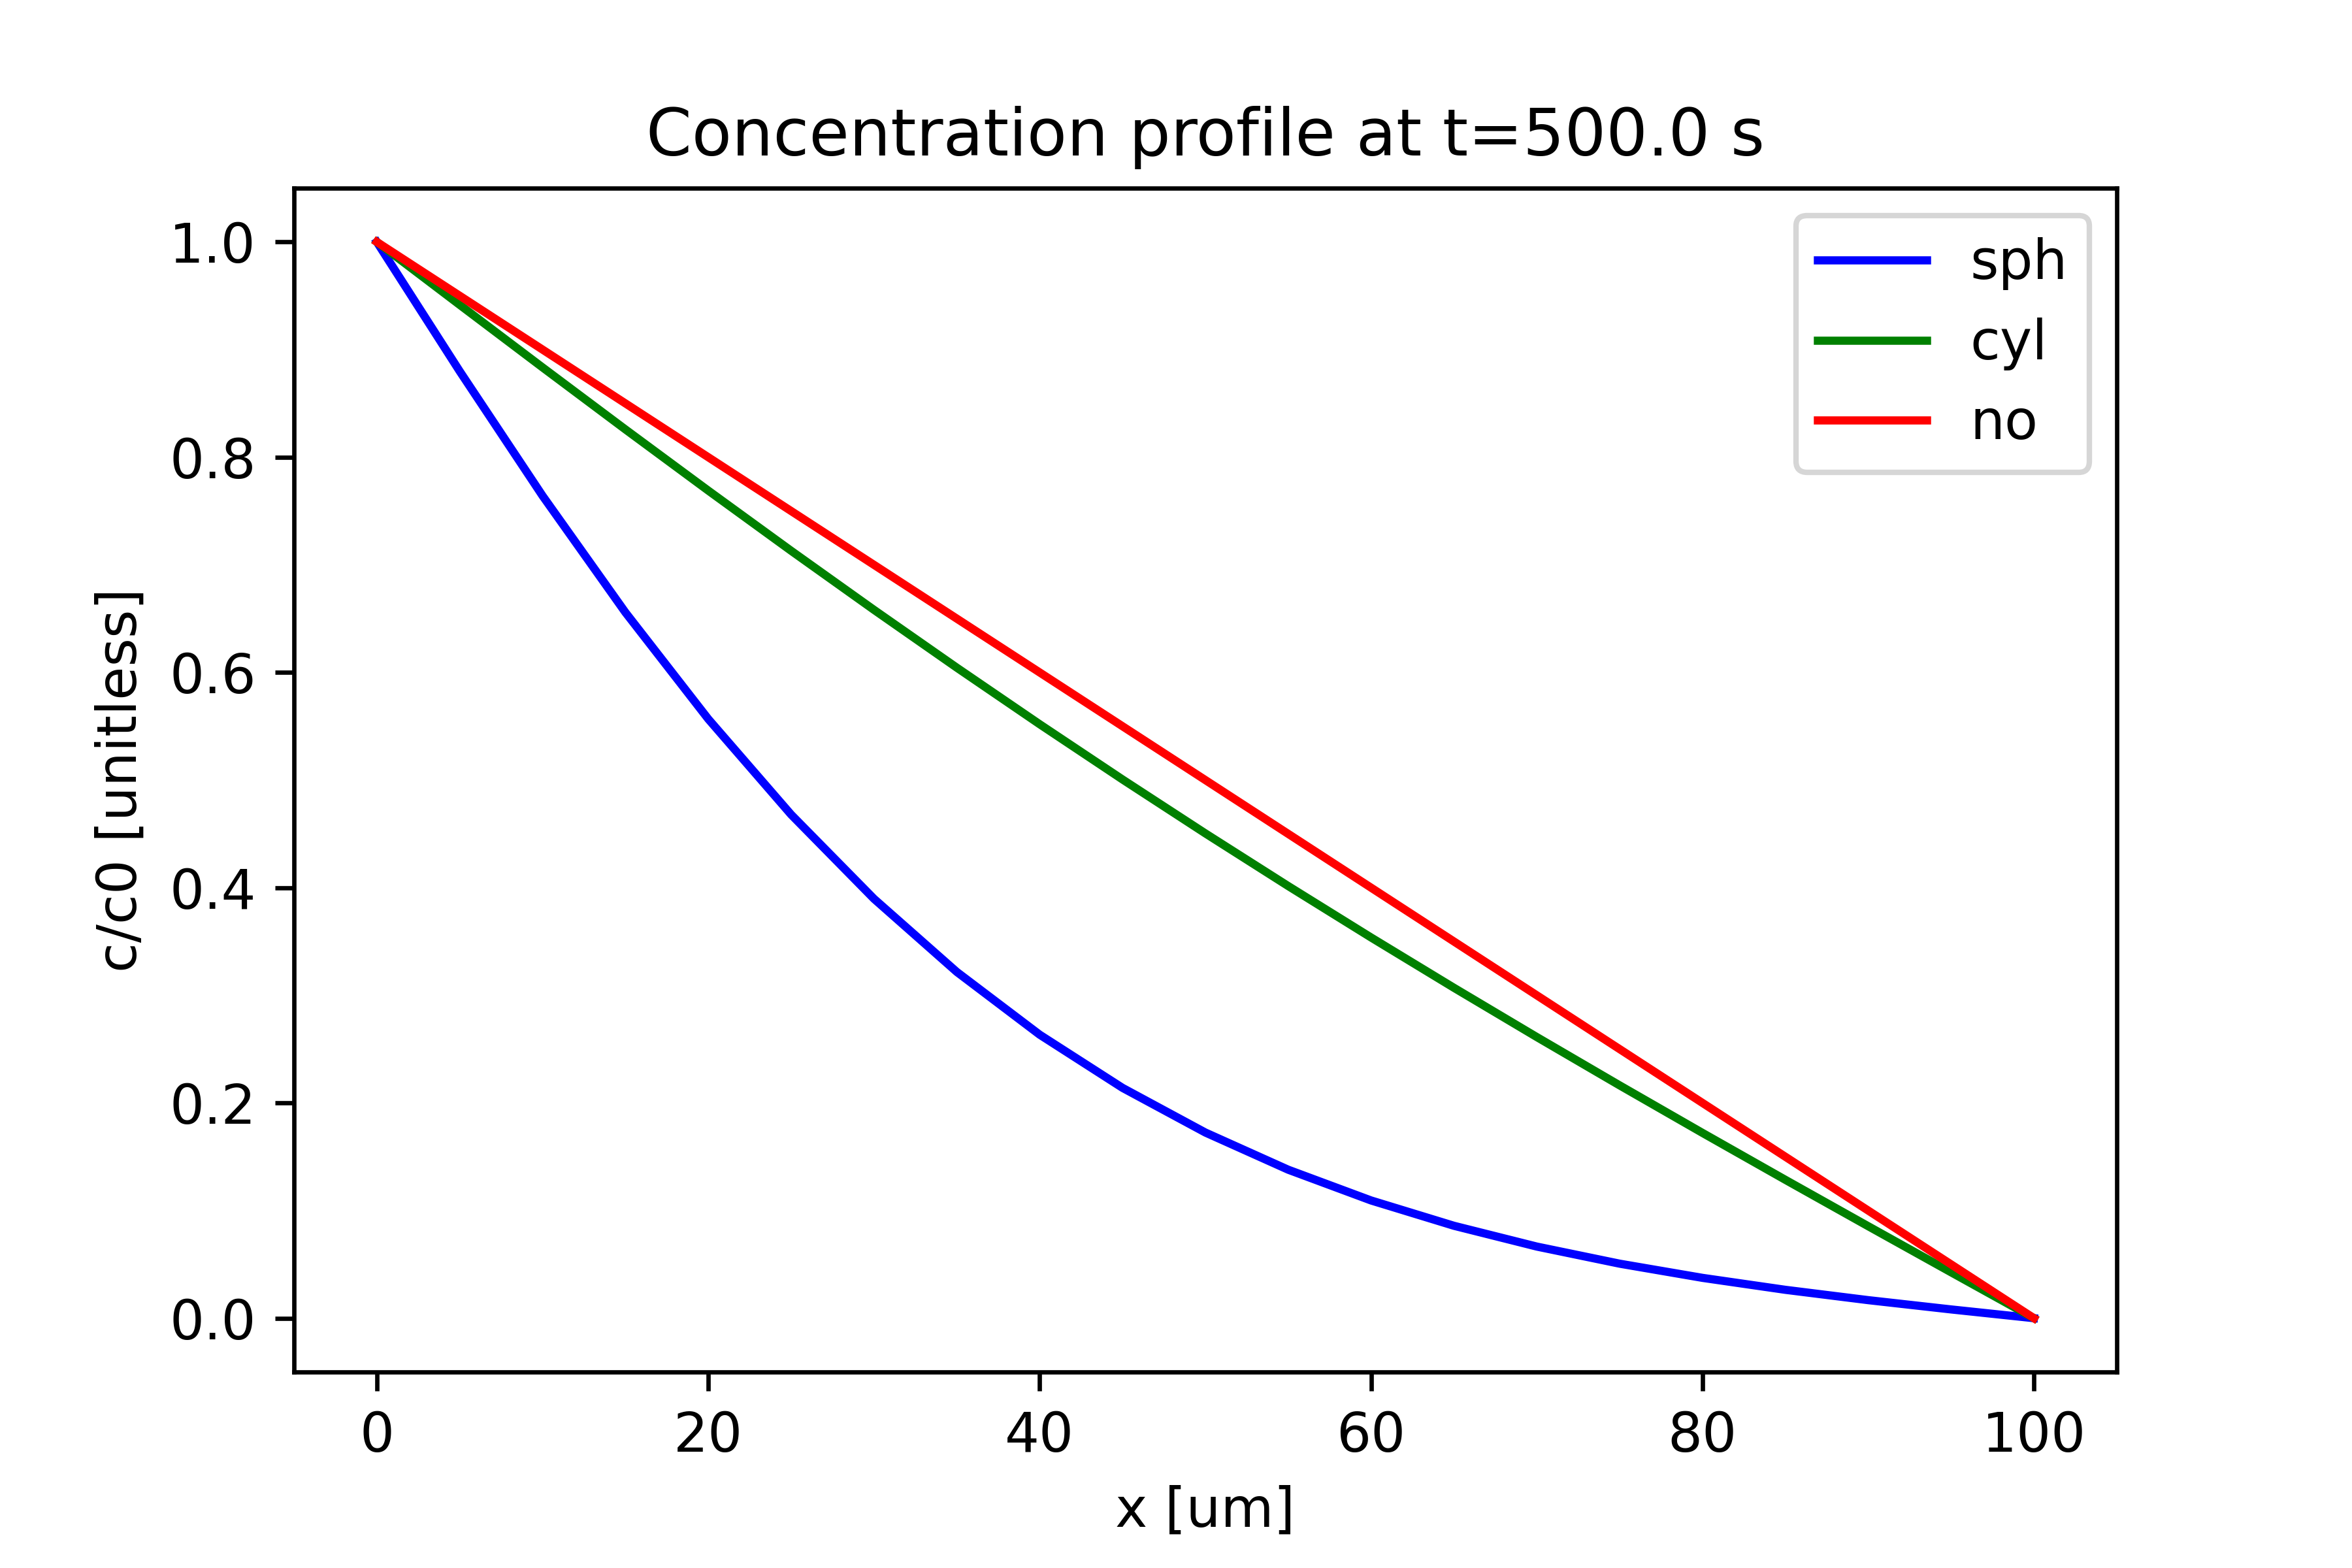 Concentration profile at t=500.0 s
sph
cyl
no
1.0
0.8
0.6
0.4
0.2
0.0
c/c0 [unitless]
0 20 40 60 80 100
x [um]